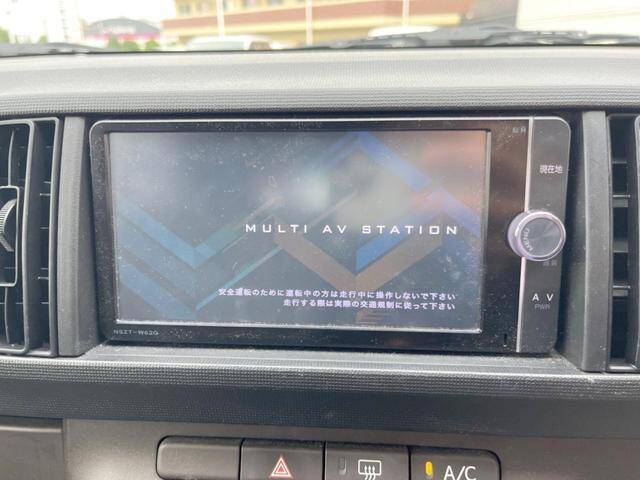 現在地
MULTI AV STATION
安全運転のために運転中の方は走行中に操作しないで下さい
走行する際は実際の交通規制に従って下さい
NSZT-W62G
AV
PWR
A/C